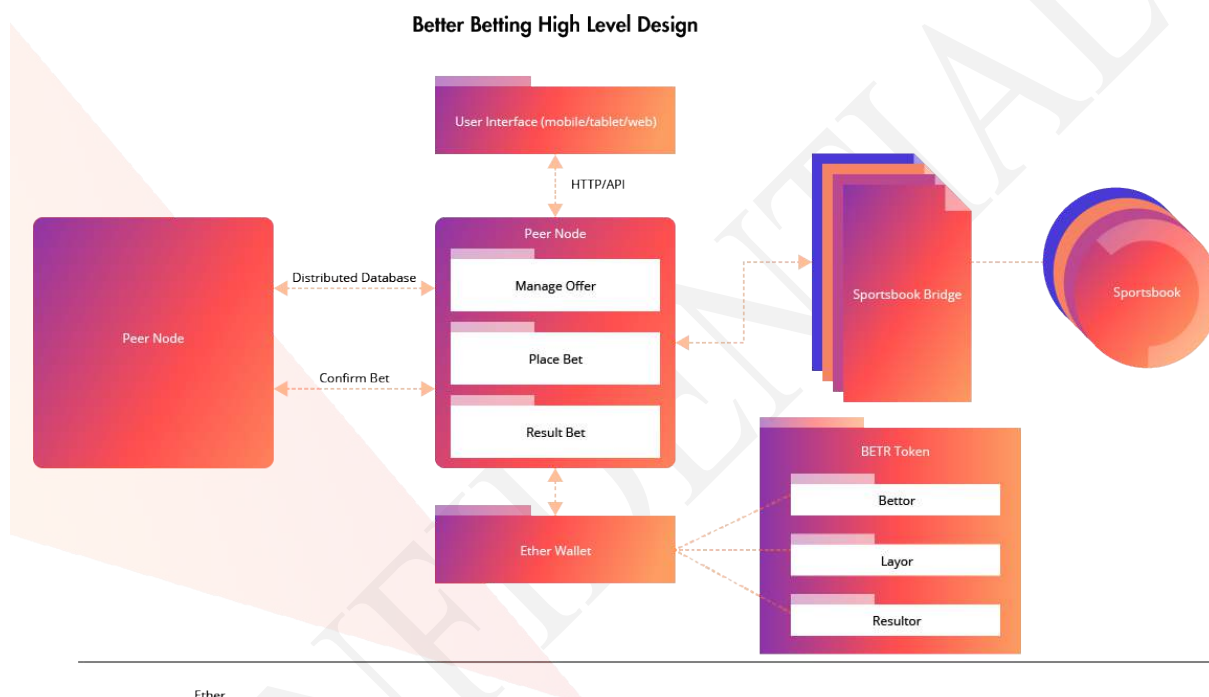 Better Betting High Level Design
User Interface (mobile/tablet/web)
HTTP/API
Peer Node
Manage Offer
Place Bet
Result Bet
Distributed Database
Confirm Bet
Peer Node
Sportsbook Bridge
Sportsbook
Ether Wallet
BETR Token
Bettor
Layor
Resultor
Ether